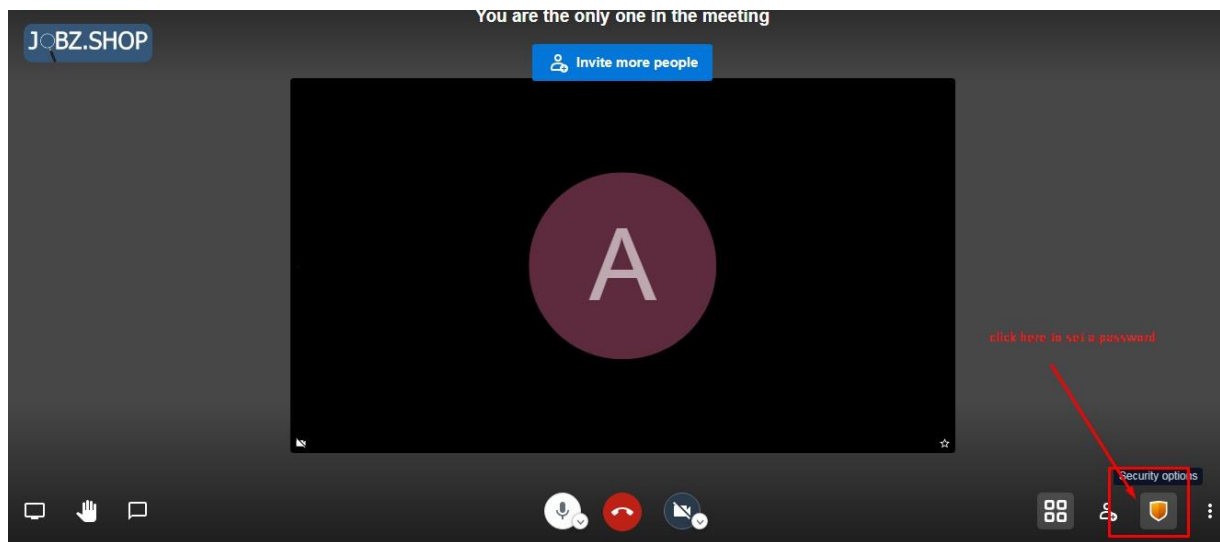 You are the only one in the meeting
JOBZ.SHOP
Invite more people
A
click here to set a password
Security options